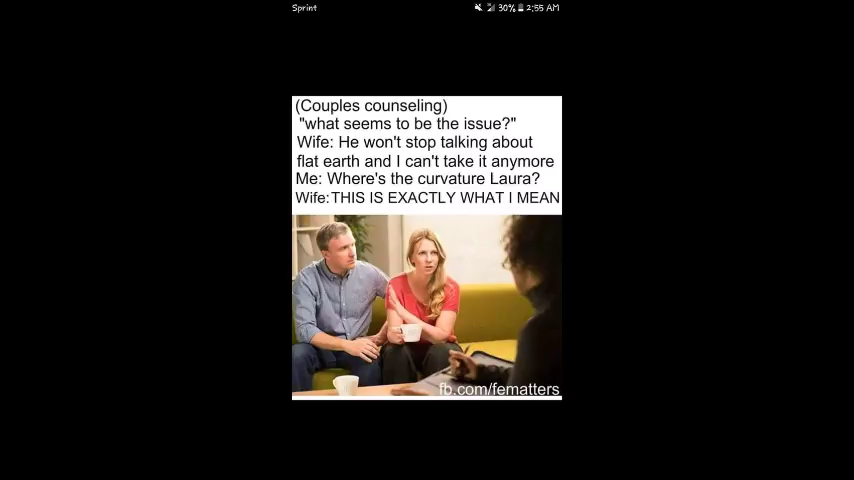 Sprint 30% 2:55 AM
(Couples counseling)
"what seems to be the issue?"
Wife: He won't stop talking about
flat earth and I can't take it anymore
Me: Where's the curvature Laura?
Wife:THIS IS EXACTLY WHAT I MEAN
fb.com/fematters